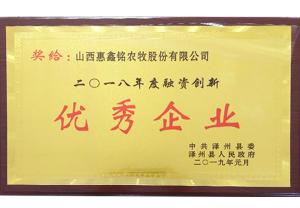 奖给：山西惠鑫铭农牧股份有限公司
二〇一八年度融资创新
优秀企业
中共泽州县委
泽州县人民政府
二〇一九年元月